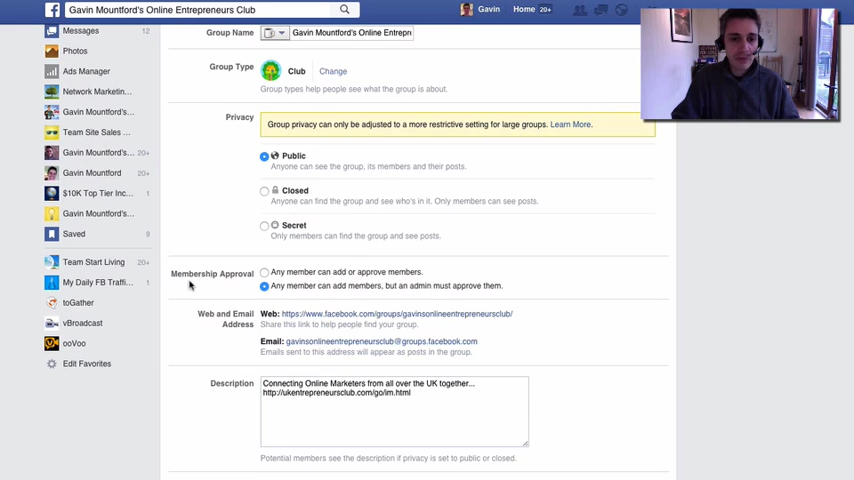 Gavin Mountford's Online Entrepreneurs Club
Gavin
Home 20+
Messages 12
Photos
Ads Manager
Network Marketin...
Gavin Mountford's...
Team Site Sales ...
Gavin Mountford's... 20+
Gavin Mountford 20+
$10K Top Tier Inc... 1
Gavin Mountford's...
Saved 9
Team Start Living 20+
My Daily FB Traffi... 1
toGather
vBroadcast
ooVoo
Edit Favorites
Group Name Gavin Mountford's Online Entrepren
Group Type Club Change
Group types help people see what the group is about.
Privacy Group privacy can only be adjusted to a more restrictive setting for large groups. Learn More.
Public
Anyone can see the group, its members and their posts.
Closed
Anyone can find the group and see who's in it. Only members can see posts.
Secret
Only members can find the group and see posts.
Membership Approval Any member can add or approve members.
Any member can add members, but an admin must approve them.
Web and Email Address
Web: https://www.facebook.com/groups/gavinsonlineentrepreneursclub/
Share this link to help people find your group.
Email: gavinsonlineentrepreneursclub@groups.facebook.com
Emails sent to this address will appear as posts in the group.
Description Connecting Online Marketers from all over the UK together...
http://ukentrepreneursclub.com/go/im.html
Potential members see the description if privacy is set to public or closed.